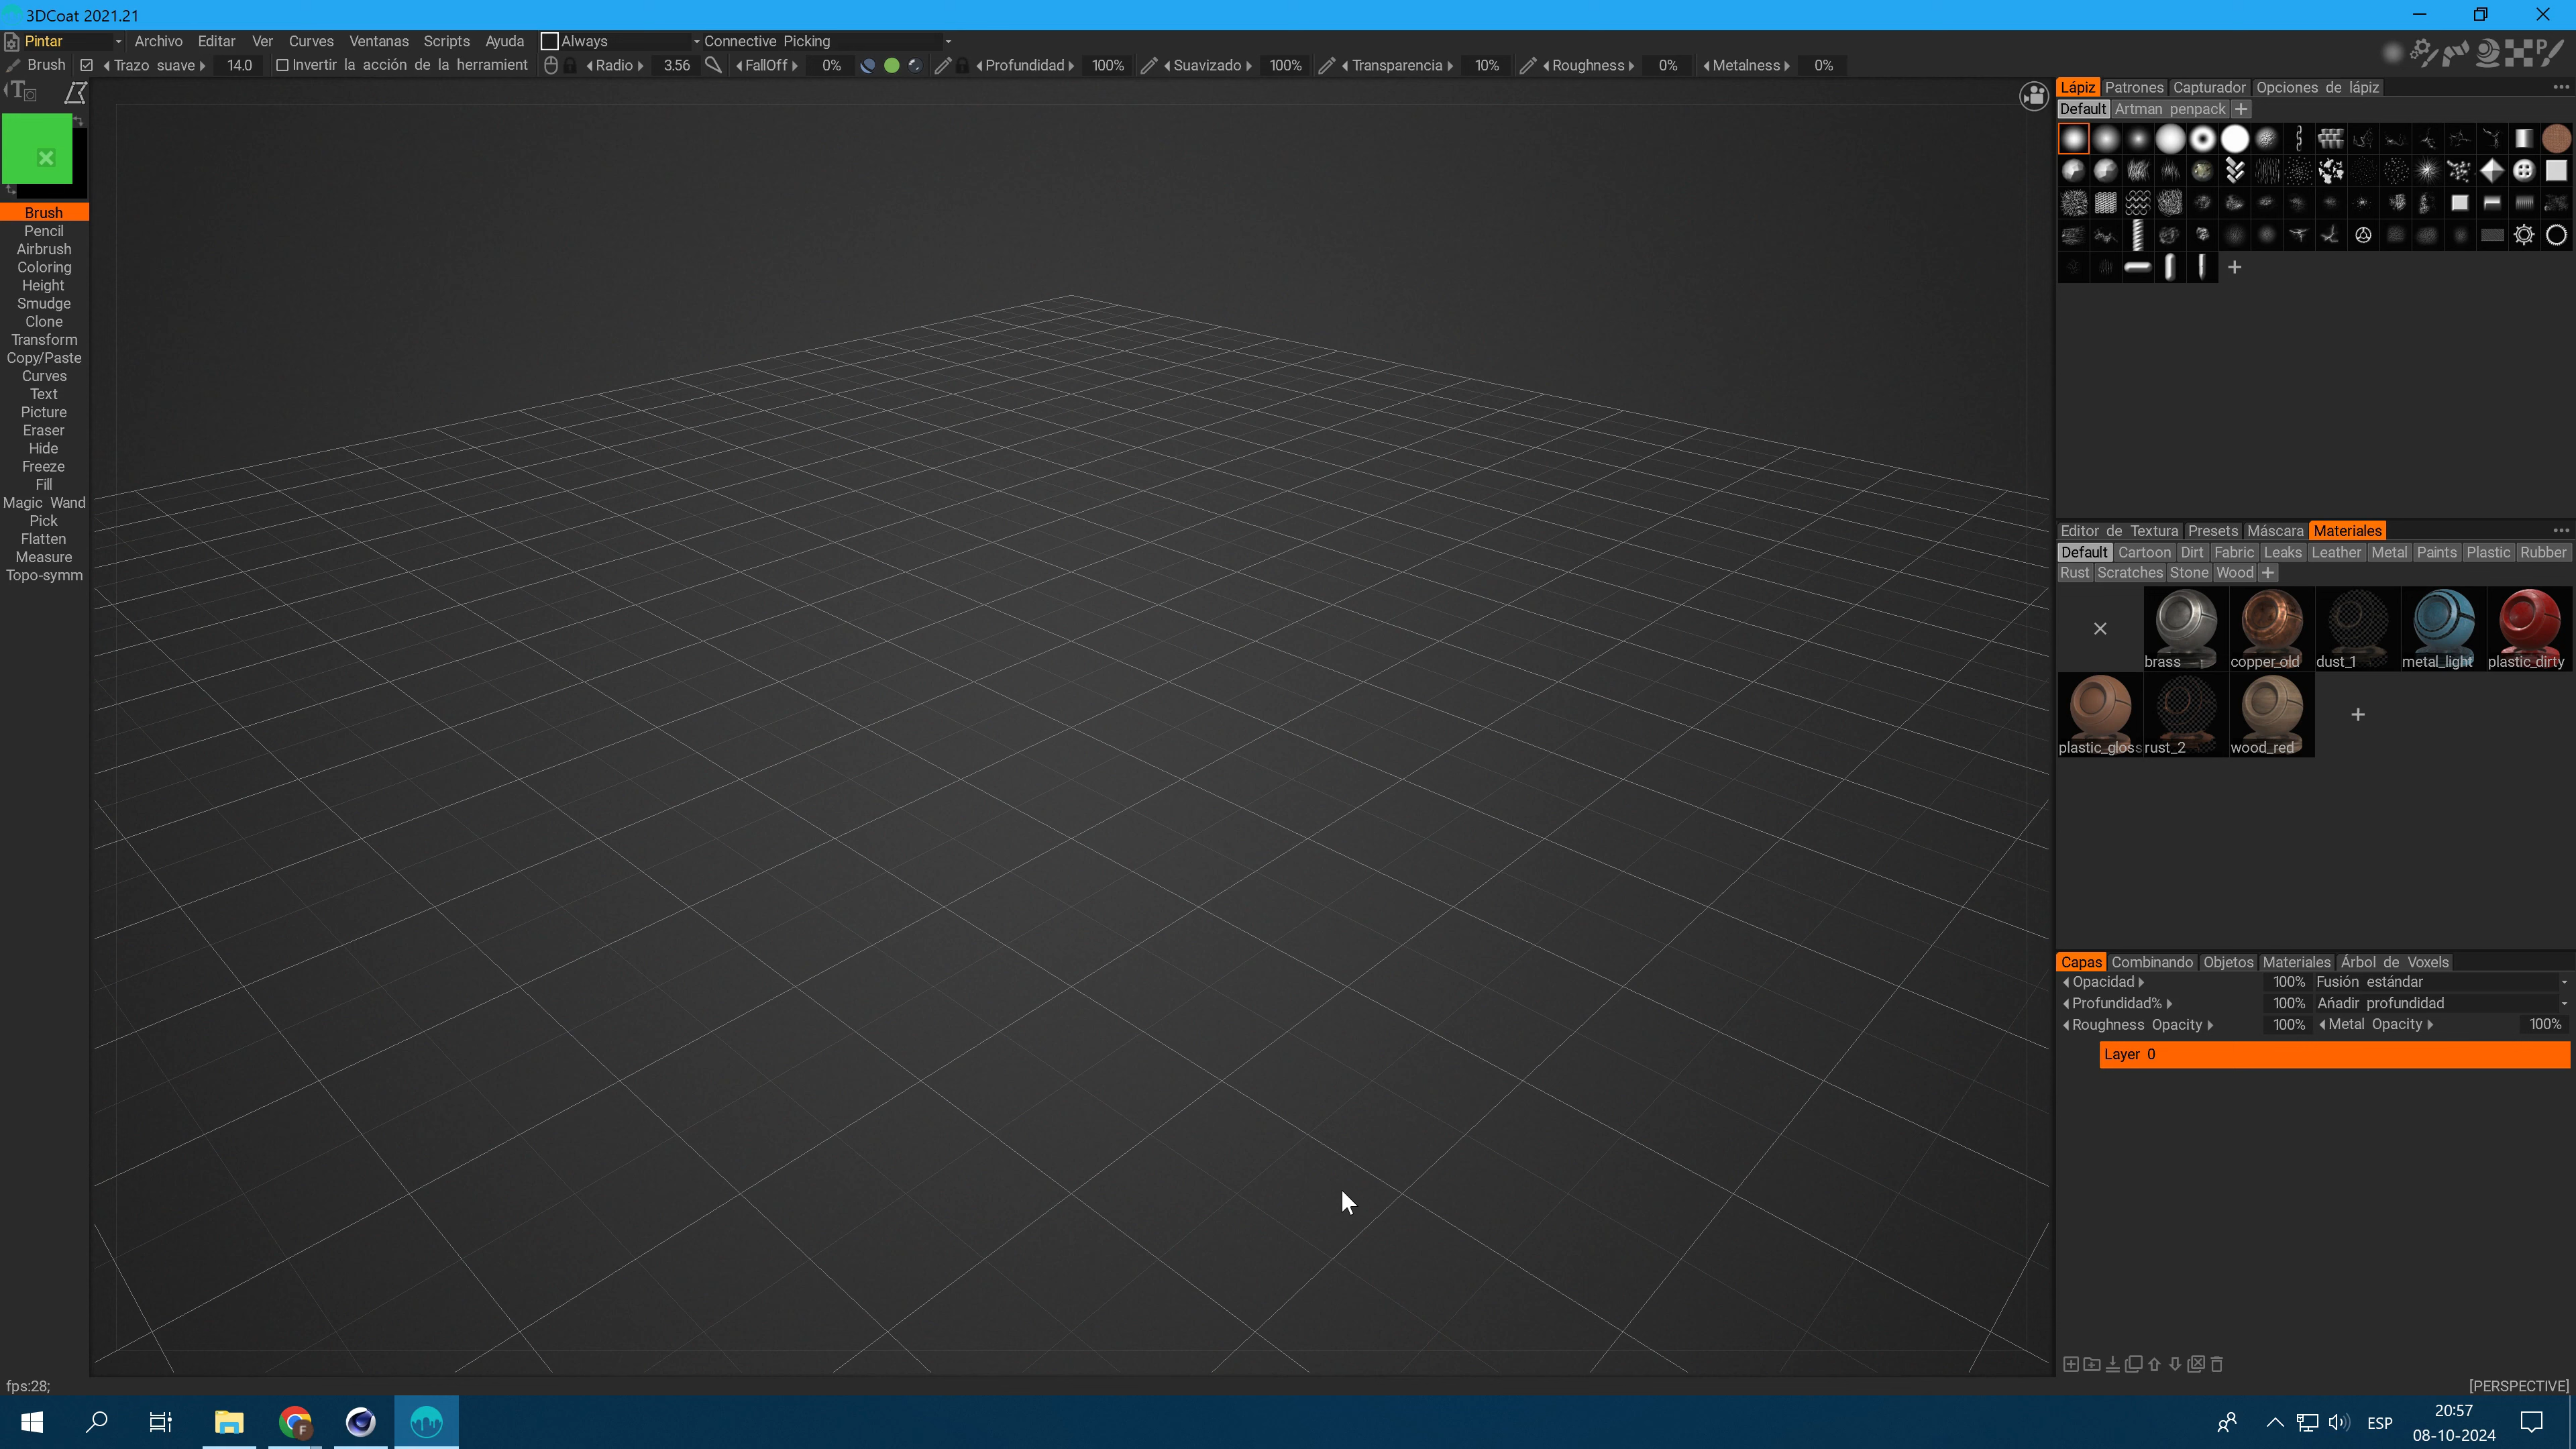 3DCoat 2021.21
Pintar Archivo Editar Ver Curves Ventanas Scripts Ayuda Always Connective Picking
Brush Trazo suave 14.0 Invertir la acción de la herramient Radio 3.56 FallOff 0% Profundidad 100% Suavizado 100% Transparencia 10% Roughness 0% Metalness 0%
Brush
Pencil
Airbrush
Coloring
Height
Smudge
Clone
Transform
Copy/Paste
Curves
Text
Picture
Eraser
Hide
Freeze
Fill
Magic Wand
Pick
Flatten
Measure
Topo-symm
Lápiz Patrones Capturador Opciones de lápiz
Default Artman penpack
Editor de Textura Presets Máscara Materiales
Default Cartoon Dirt Fabric Leaks Leather Metal Paints Plastic Rubber
Rust Scratches Stone Wood
brass copper_old dust_1 metal_light plastic_dirty
plastic_gloss rust_2 wood_red
Capas Combinando Objetos Materiales Árbol de Voxels
Opacidad 100% Fusión estándar
Profundidad% 100% Añadir profundidad
Roughness Opacity 100% Metal Opacity 100%
Layer 0
fps:28;
[PERSPECTIVE]
F
ESP
20:57
08-10-2024